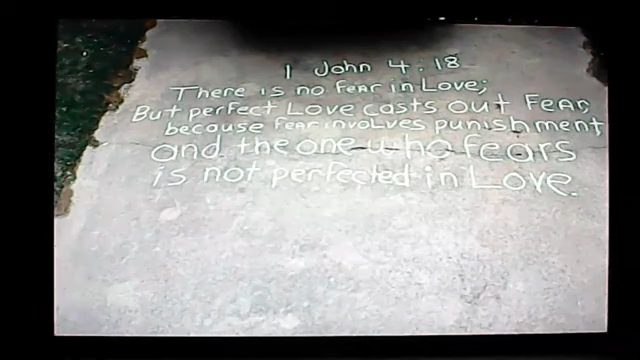 1 John 4:18
There is no fear in Love;
But perfect Love casts out Fear,
because fear involves punishment,
and the one who fears
is not perfected in Love.